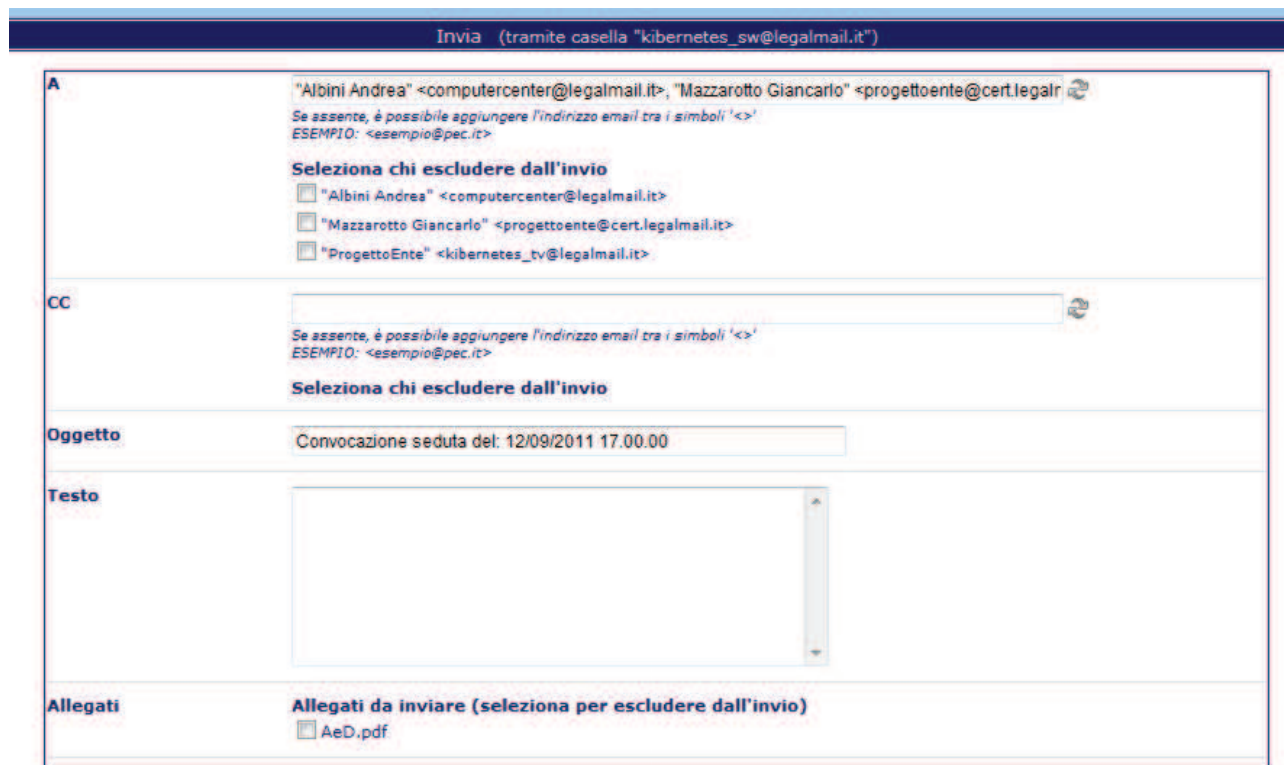 Invia (tramite casella "kibernetes_sw@legalmail.it")
A
"Albini Andrea" <computercenter@legalmail.it>, "Mazzarotto Giancarlo" <progettoente@cert.legalr
Se assente, è possibile aggiungere l'indirizzo email tra i simboli '<>'
ESEMPIO: <esempio@pec.it>
Seleziona chi escludere dall'invio
"Albini Andrea" <computercenter@legalmail.it>
"Mazzarotto Giancarlo" <progettoente@cert.legalmail.it>
"ProgettoEnte" <kibernetes_tv@legalmail.it>
CC
Se assente, è possibile aggiungere l'indirizzo email tra i simboli '<>'
ESEMPIO: <esempio@pec.it>
Seleziona chi escludere dall'invio
Oggetto
Convocazione seduta del: 12/09/2011 17.00.00
Testo
Allegati
Allegati da inviare (seleziona per escludere dall'invio)
AeD.pdf